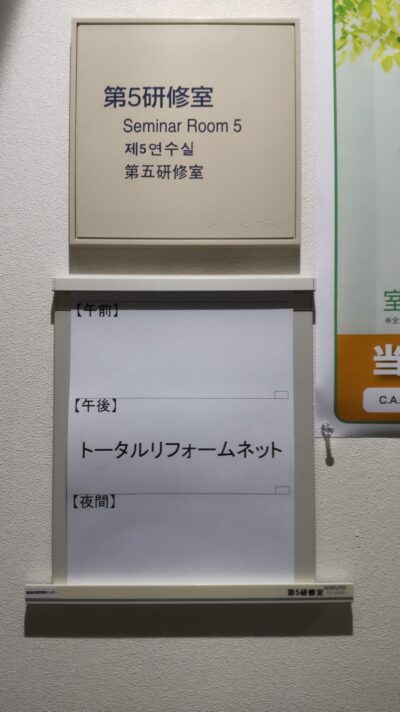 第5研修室
Seminar Room 5
제5연수실
第五研修室
【午前】
【午後】
トータルリフォームネット
【夜間】
第5研修室
室
当
C.A.